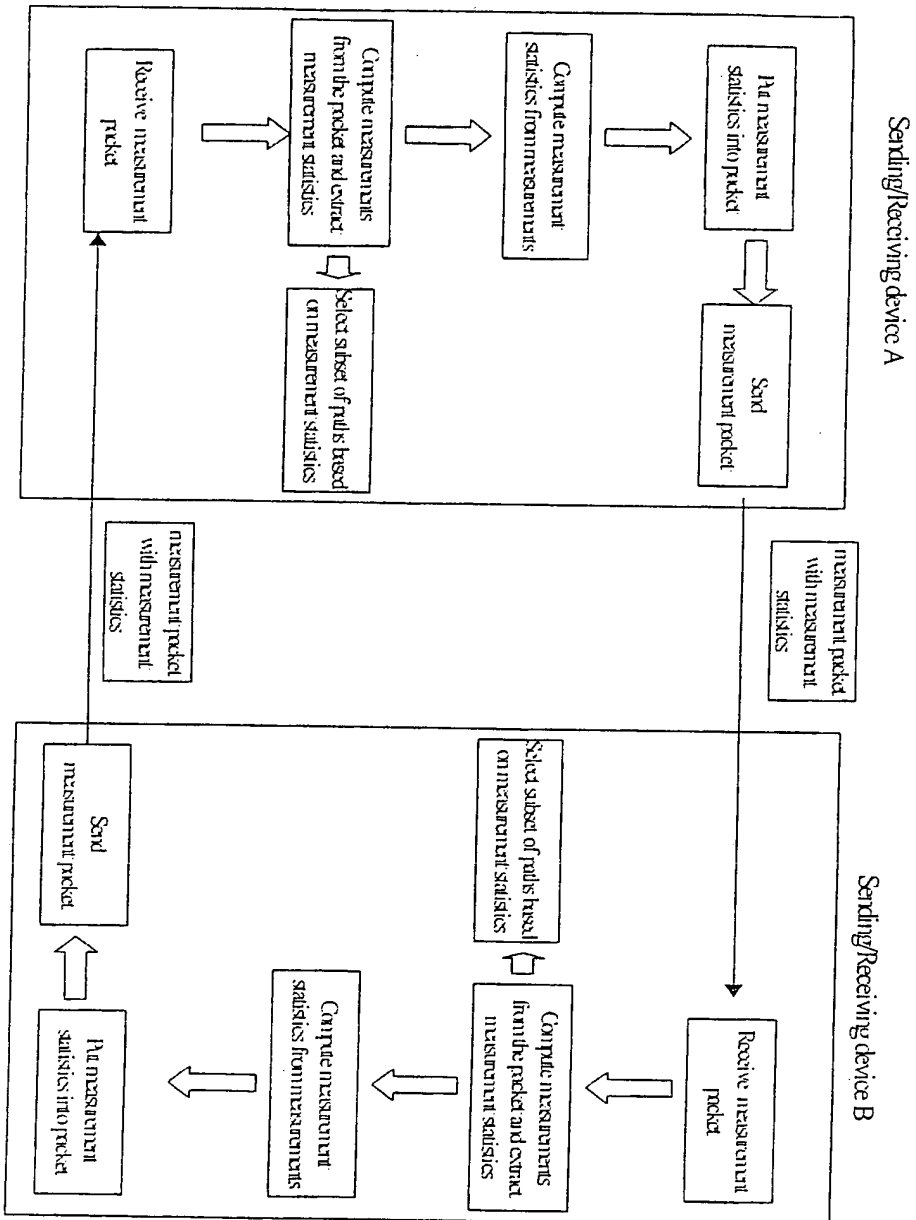 Sending/Receiving device A
Put measurement
statistics into packet
Send
measurement packet
Compute measurement
statistics from measurements
Compute measurements
from the packet and extract
measurement statistics
Select subset of paths based
on measurement statistics
Receive measurement
packet
measurement packet
with measurement
statistics
measurement packet
with measurement
statistics
Sending/Receiving device B
Receive measurement
packet
Compute measurements
from the packet and extract
measurement statistics
Select subset of paths based
on measurement statistics
Compute measurement
statistics from measurements
Put measurement
statistics into packet
Send
measurement packet